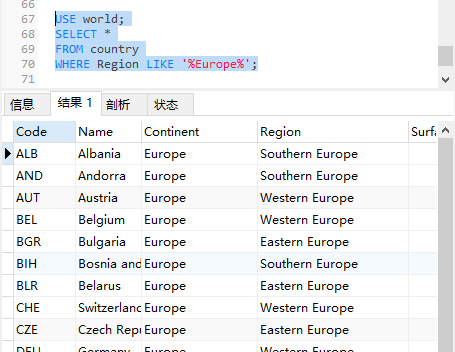 66
67 USE world;
68 SELECT *
69 FROM country
70 WHERE Region LIKE '%Europe%';
71
信息 结果 1 剖析 状态
Code Name Continent Region Surfa
ALB Albania Europe Southern Europe
AND Andorra Europe Southern Europe
AUT Austria Europe Western Europe
BEL Belgium Europe Western Europe
BGR Bulgaria Europe Eastern Europe
BIH Bosnia and Europe Southern Europe
BLR Belarus Europe Eastern Europe
CHE Switzerland Europe Western Europe
CZE Czech Repu Europe Eastern Europe
DEU Germany Europe Western Europe